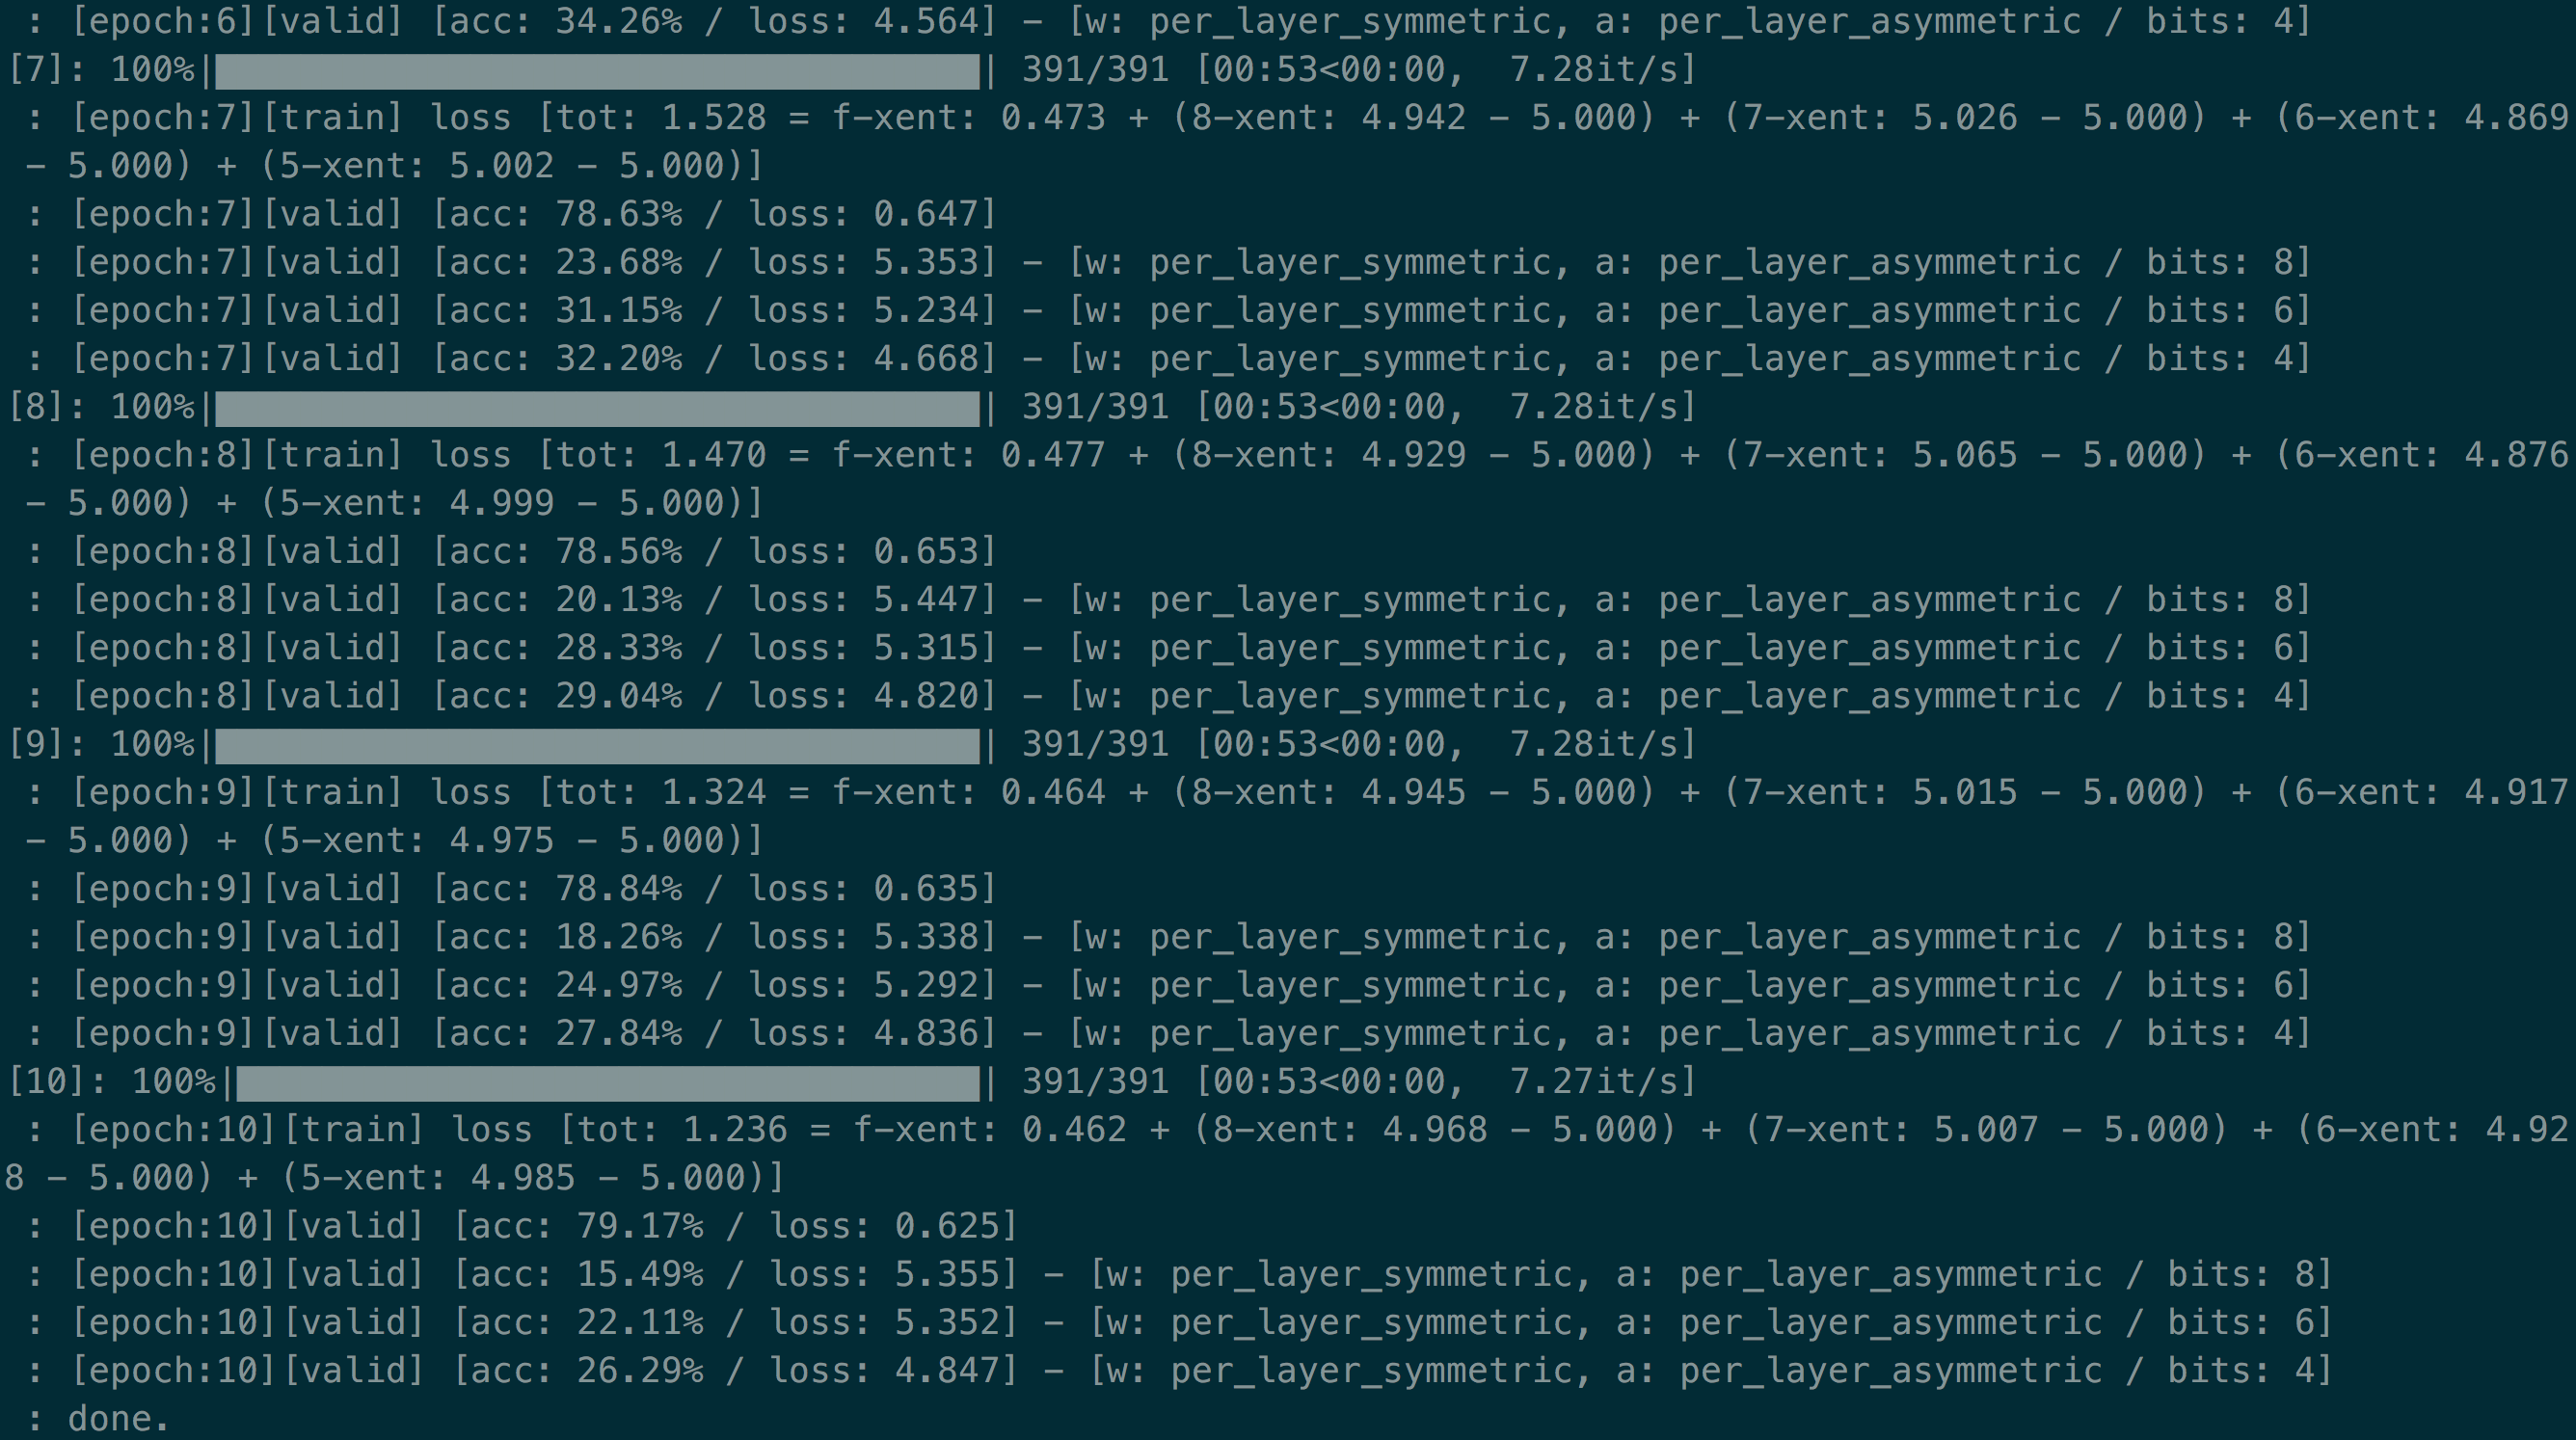 : [epoch:6][valid] [acc: 34.26% / loss: 4.564] - [w: per_layer_symmetric, a: per_layer_asymmetric / bits: 4]
[7]: 100%|██████████| 391/391 [00:53<00:00,  7.28it/s]
: [epoch:7][train] loss [tot: 1.528 = f-xent: 0.473 + (8-xent: 4.942 - 5.000) + (7-xent: 5.026 - 5.000) + (6-xent: 4.869
- 5.000) + (5-xent: 5.002 - 5.000)]
: [epoch:7][valid] [acc: 78.63% / loss: 0.647]
: [epoch:7][valid] [acc: 23.68% / loss: 5.353] - [w: per_layer_symmetric, a: per_layer_asymmetric / bits: 8]
: [epoch:7][valid] [acc: 31.15% / loss: 5.234] - [w: per_layer_symmetric, a: per_layer_asymmetric / bits: 6]
: [epoch:7][valid] [acc: 32.20% / loss: 4.668] - [w: per_layer_symmetric, a: per_layer_asymmetric / bits: 4]
[8]: 100%|██████████| 391/391 [00:53<00:00,  7.28it/s]
: [epoch:8][train] loss [tot: 1.470 = f-xent: 0.477 + (8-xent: 4.929 - 5.000) + (7-xent: 5.065 - 5.000) + (6-xent: 4.876
- 5.000) + (5-xent: 4.999 - 5.000)]
: [epoch:8][valid] [acc: 78.56% / loss: 0.653]
: [epoch:8][valid] [acc: 20.13% / loss: 5.447] - [w: per_layer_symmetric, a: per_layer_asymmetric / bits: 8]
: [epoch:8][valid] [acc: 28.33% / loss: 5.315] - [w: per_layer_symmetric, a: per_layer_asymmetric / bits: 6]
: [epoch:8][valid] [acc: 29.04% / loss: 4.820] - [w: per_layer_symmetric, a: per_layer_asymmetric / bits: 4]
[9]: 100%|██████████| 391/391 [00:53<00:00,  7.28it/s]
: [epoch:9][train] loss [tot: 1.324 = f-xent: 0.464 + (8-xent: 4.945 - 5.000) + (7-xent: 5.015 - 5.000) + (6-xent: 4.917
- 5.000) + (5-xent: 4.975 - 5.000)]
: [epoch:9][valid] [acc: 78.84% / loss: 0.635]
: [epoch:9][valid] [acc: 18.26% / loss: 5.338] - [w: per_layer_symmetric, a: per_layer_asymmetric / bits: 8]
: [epoch:9][valid] [acc: 24.97% / loss: 5.292] - [w: per_layer_symmetric, a: per_layer_asymmetric / bits: 6]
: [epoch:9][valid] [acc: 27.84% / loss: 4.836] - [w: per_layer_symmetric, a: per_layer_asymmetric / bits: 4]
[10]: 100%|██████████| 391/391 [00:53<00:00,  7.27it/s]
: [epoch:10][train] loss [tot: 1.236 = f-xent: 0.462 + (8-xent: 4.968 - 5.000) + (7-xent: 5.007 - 5.000) + (6-xent: 4.92
8 - 5.000) + (5-xent: 4.985 - 5.000)]
: [epoch:10][valid] [acc: 79.17% / loss: 0.625]
: [epoch:10][valid] [acc: 15.49% / loss: 5.355] - [w: per_layer_symmetric, a: per_layer_asymmetric / bits: 8]
: [epoch:10][valid] [acc: 22.11% / loss: 5.352] - [w: per_layer_symmetric, a: per_layer_asymmetric / bits: 6]
: [epoch:10][valid] [acc: 26.29% / loss: 4.847] - [w: per_layer_symmetric, a: per_layer_asymmetric / bits: 4]
: done.